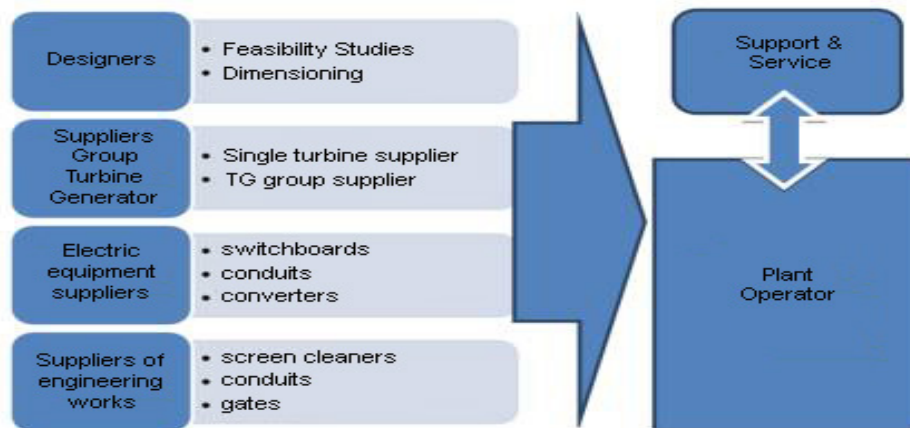 Designers
• Feasibility Studies
• Dimensioning
Suppliers
Group
Turbine
Generator
• Single turbine supplier
• TG group supplier
Electric
equipment
suppliers
• switchboards
• conduits
• converters
Suppliers of
engineering
works
• screen cleaners
• conduits
• gates
Support &
Service
Plant
Operator